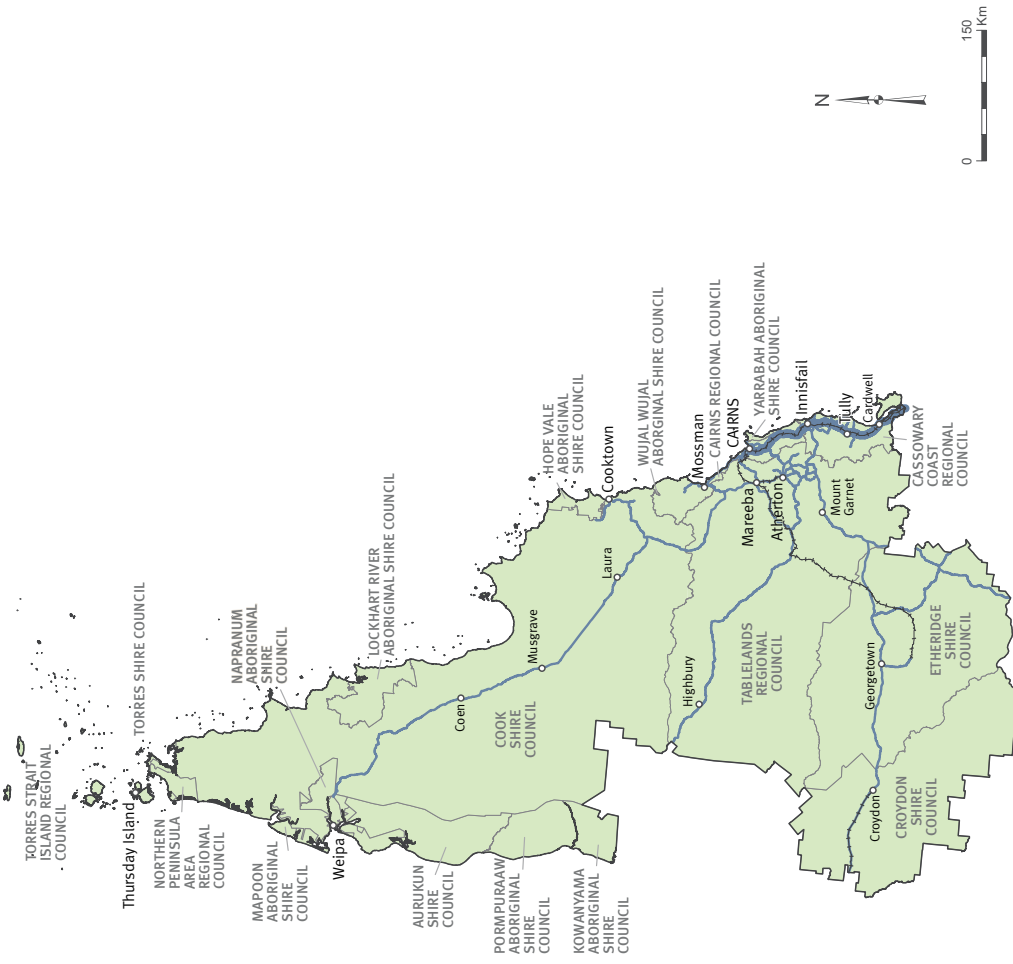 TORRES STRAIT
ISLAND REGIONAL
COUNCIL
Thursday Island
TORRES SHIRE COUNCIL
NORTHERN
PENINSULA
AREA
REGIONAL
COUNCIL
NAPRANUM
ABORIGINAL
SHIRE
COUNCIL
MAPOON
ABORIGINAL
SHIRE
COUNCIL
Weipa
LOCKHART RIVER
ABORIGINAL SHIRE COUNCIL
AURUKUN
SHIRE
COUNCIL
Coen
COOK
SHIRE
COUNCIL
Musgrave
PORMPURAAW
ABORIGINAL
SHIRE
COUNCIL
KOWANYAMA
ABORIGINAL
SHIRE
COUNCIL
HOPE VALE
ABORIGINAL
SHIRE COUNCIL
Cooktown
Laura
WUJAL WUJAL
ABORGINAL SHIRE COUNCIL
Mossman
CAIRNS REGIONAL COUNCIL
CAIRNS
YARRABAH ABORIGINAL
SHIRE COUNCIL
Highbury
Mareeba
Atherton
Innisfail
TABLELANDS
REGIONAL
COUNCIL
Mount
Garnet
Tully
Cardwell
CASSOWARY
COAST
REGIONAL
COUNCIL
Georgetown
Croydon
CROYDON
SHIRE
COUNCIL
ETHERIDGE
SHIRE
COUNCIL
N
0 150
Km